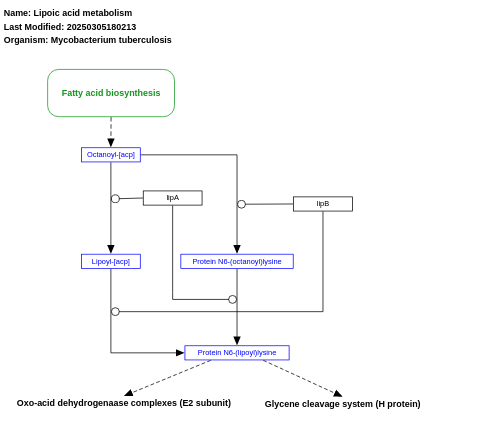 Name: Lipoic acid metabolism
Last Modified: 20250305180213
Organism: Mycobacterium tuberculosis
Fatty acid biosynthesis
Octanoyl-[acp]
lipA
lipB
Lipoyl-[acp]
Protein N6-(octanoyl)lysine
Protein N6-(lipoyl)lysine
Oxo-acid dehydrogenaase complexes (E2 subunit)
Glycene cleavage system (H protein)